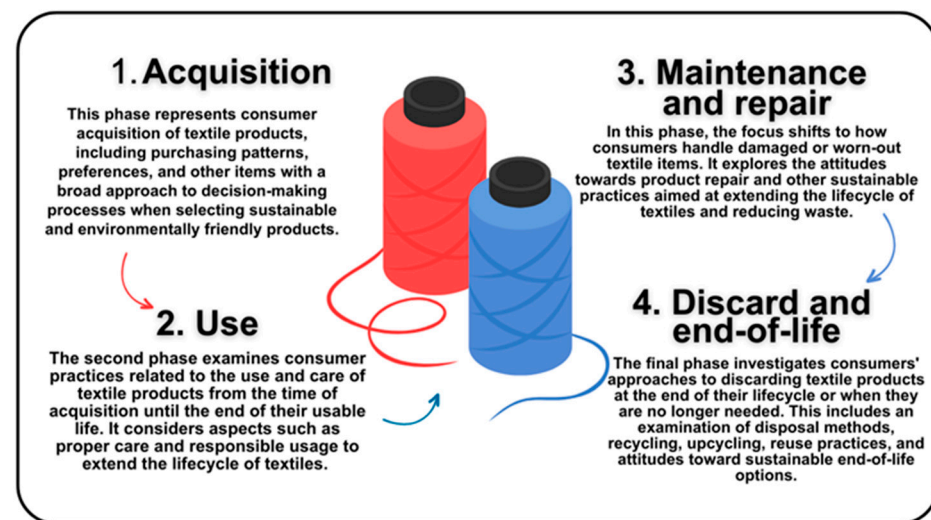 1. Acquisition
This phase represents consumer
acquisition of textile products,
including purchasing patterns,
preferences, and other items with a
broad approach to decision-making
processes when selecting sustainable
and environmentally friendly products.
2. Use
The second phase examines consumer
practices related to the use and care of
textile products from the time of
acquisition until the end of their usable
life. It considers aspects such as
proper care and responsible usage to
extend the lifecycle of textiles.
3. Maintenance
and repair
In this phase, the focus shifts to how
consumers handle damaged or worn-out
textile items. It explores the attitudes
towards product repair and other sustainable
practices aimed at extending the lifecycle of
textiles and reducing waste.
4. Discard and
end-of-life
The final phase investigates consumers'
approaches to discarding textile products
at the end of their lifecycle or when they
are no longer needed. This includes an
examination of disposal methods,
recycling, upcycling, reuse practices, and
attitudes toward sustainable end-of-life
options.